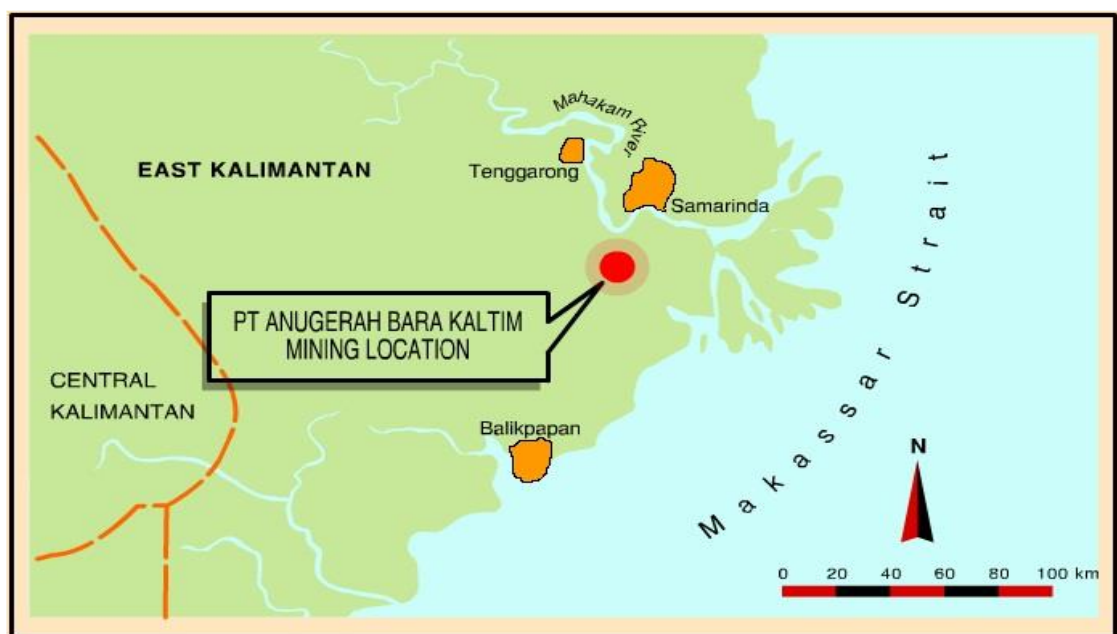 Mahakam River
EAST KALIMANTAN
Tenggarong
Samarinda
PT ANUGERAH BARA KALTIM
MINING LOCATION
CENTRAL
KALIMANTAN
Balikpapan
Makassar Strait
N
0 20 40 60 80 100 km